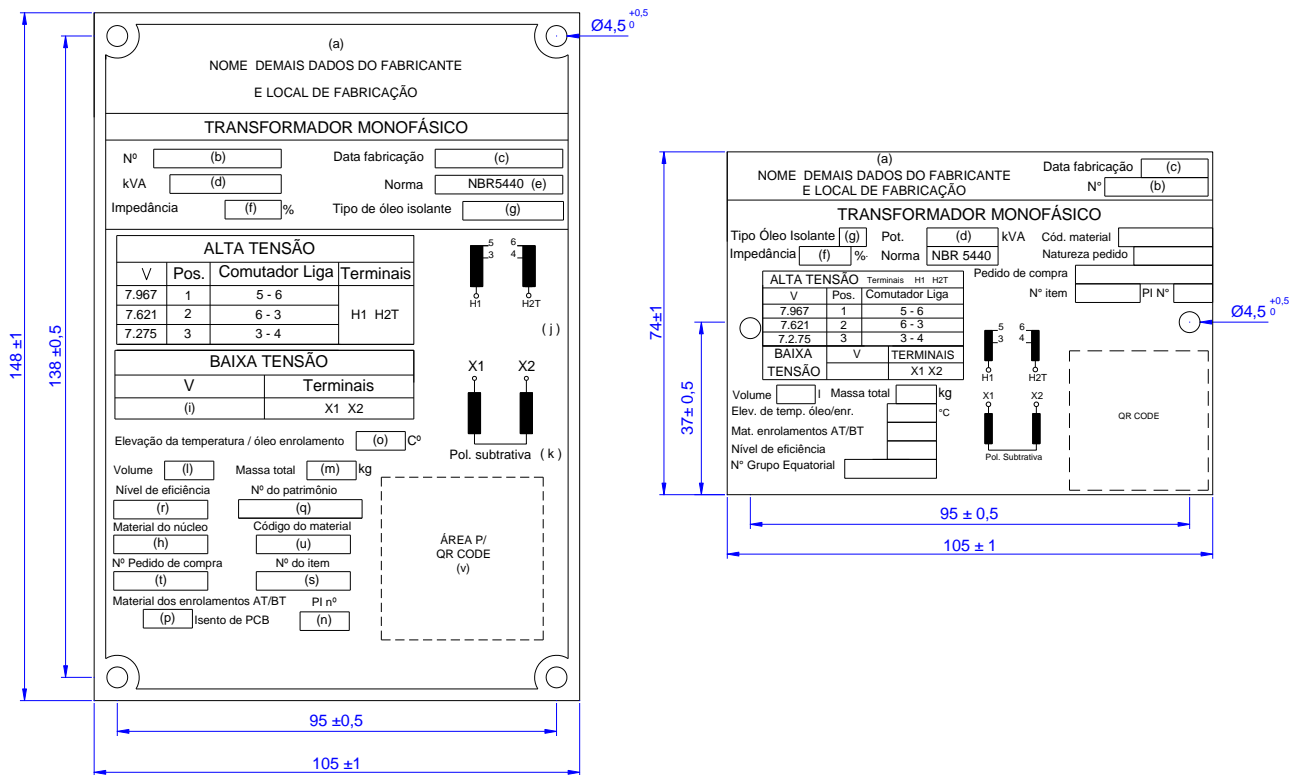 148 ±1
138 ±0,5
Ø4,5 +0,5 0
(a)
NOME DEMAIS DADOS DO FABRICANTE
E LOCAL DE FABRICAÇÃO
TRANSFORMADOR MONOFÁSICO
Nº (b) Data fabricação (c)
kVA (d) Norma NBR5440 (e)
Impedância (f) % Tipo de óleo isolante (g)
ALTA TENSÃO
V Pos. Comutador Liga Terminais
7.967 1 5 - 6
7.621 2 6 - 3 H1 H2T
7.275 3 3 - 4
5 6
3 4
H1 H2T
(j)
BAIXA TENSÃO
V Terminais
(i) X1 X2
X1 X2
Pol. subtrativa (k)
Elevação da temperatura / óleo enrolamento (o) Cº
Volume (l) Massa total (m) kg
Nível de eficiência Nº do patrimônio
(r) (q)
Material do núcleo Código do material
(h) (u)
Nº Pedido de compra Nº do item
(t) (s)
Material dos enrolamentos AT/BT PI nº
(p) Isento de PCB (n)
ÁREA P/
QR CODE
(v)
95 ±0,5
105 ±1
74±1
37± 0,5
Ø4,5 +0,5 0
(a)
NOME DEMAIS DADOS DO FABRICANTE
E LOCAL DE FABRICAÇÃO
Data fabricação (c)
N° (b)
TRANSFORMADOR MONOFÁSICO
Tipo Óleo Isolante (g) Pot. (d) kVA Cód. material
Impedância (f) %. Norma NBR 5440 Natureza pedido
Pedido de compra
N° item PI N°
ALTA TENSÃO Terminais H1 H2T
V Pos. Comutador Liga
7.967 1 5 - 6
7.621 2 6 - 3
7.2.75 3 3 - 4
BAIXA V TERMINAIS
TENSÃO X1 X2
5 6
3 4
H1 H2T
X1 X2
Pol. Subtrativa
Volume l Massa total kg
Elev. de temp. óleo/enr. °C
Mat. enrolamentos AT/BT
Nível de eficiência
N° Grupo Equatorial
QR CODE
95 ± 0,5
105 ± 1